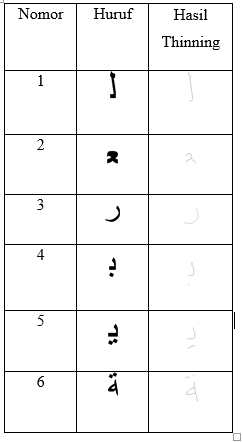 Nomor Huruf Hasil Thinning
1 ﻟ ﻟ
2
3 ر ر
4 ﺑ ﺑ
5 ﻳ ﻳ
6 ة ة